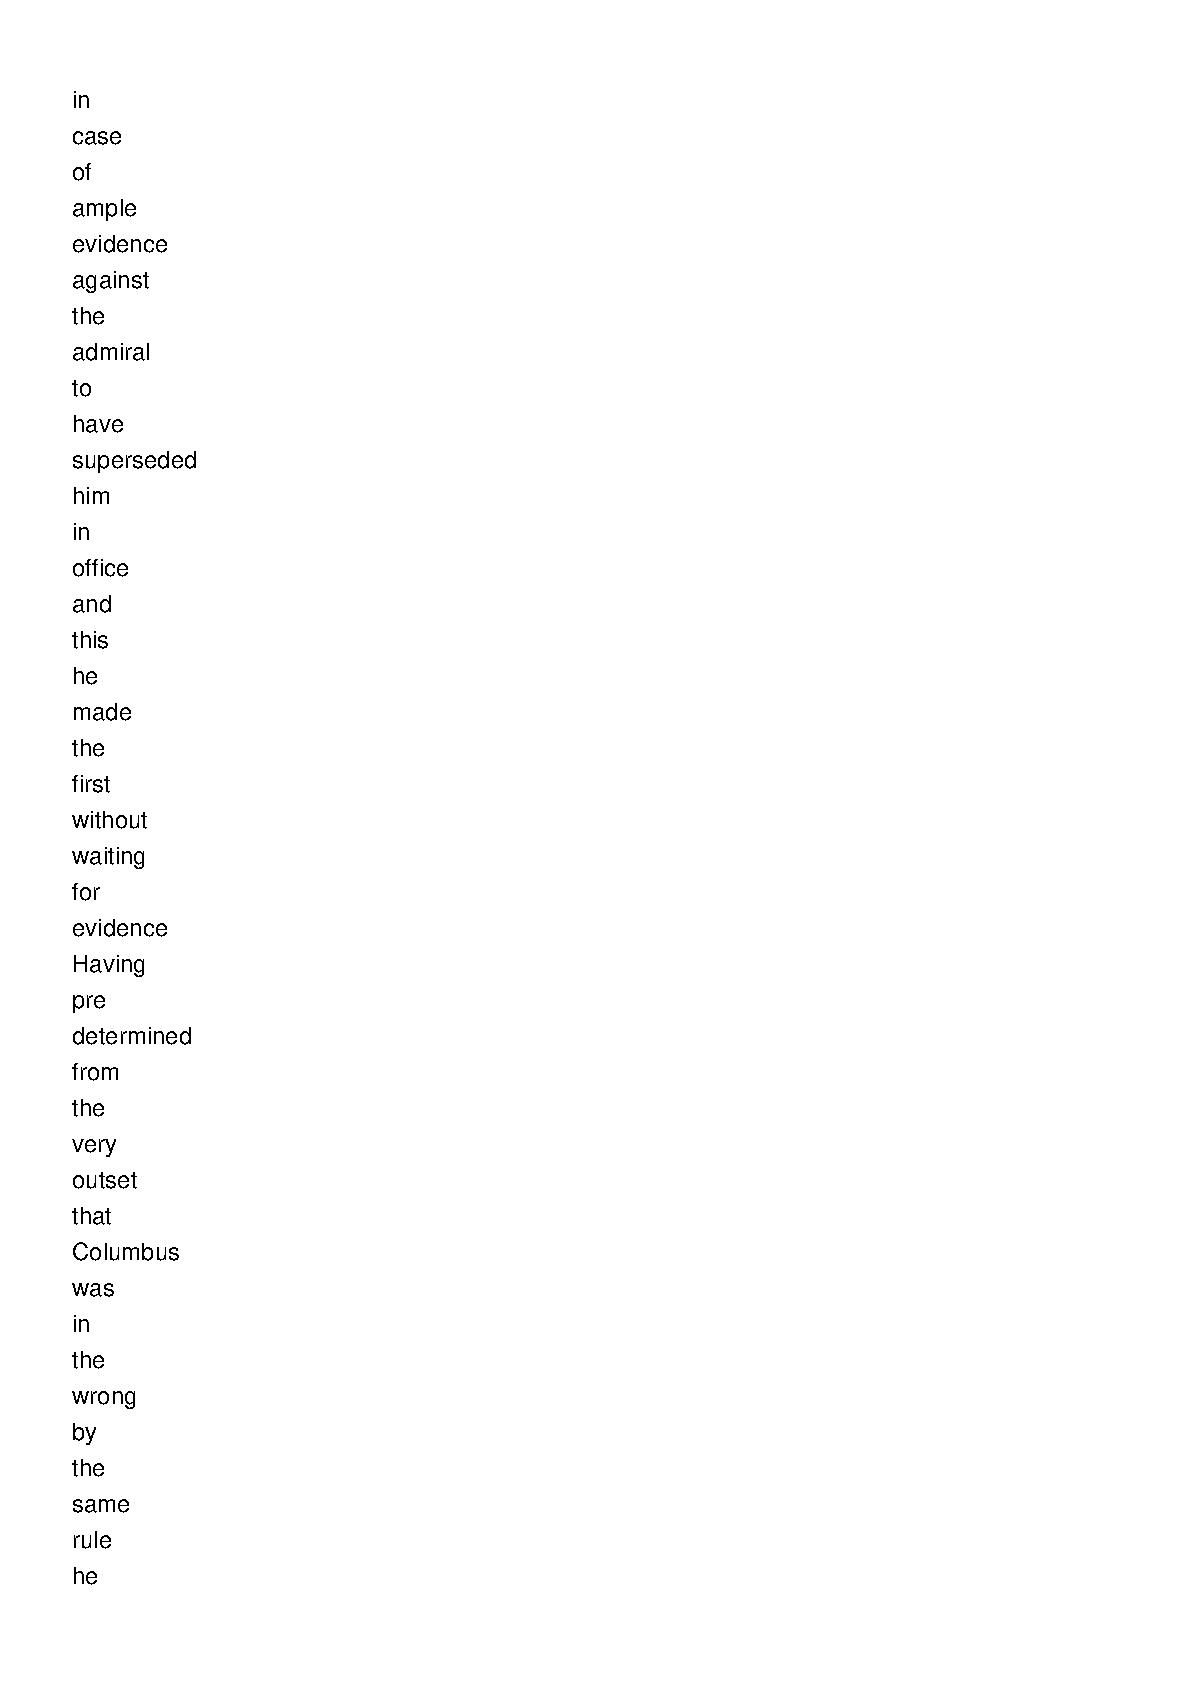 in
case
of
ample
evidence
against
the
admiral
to
have
superseded
him
in
office
and
this
he
made
the
first
without
waiting
for
evidence
Having
pre
determined
from
the
very
outset
that
Columbus
was
in
the
wrong
by
the
same
rule
he